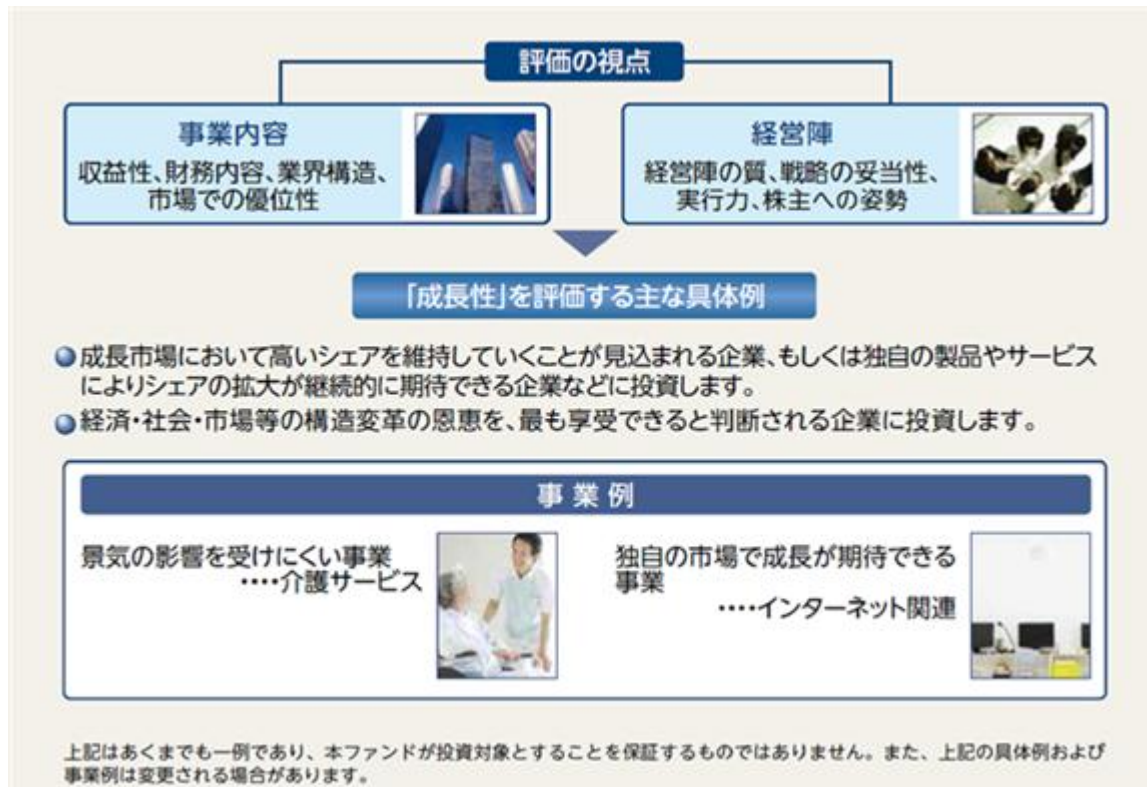 評価の視点
事業内容
収益性、財務内容、業界構造、
市場での優位性
経営陣
経営陣の質、戦略の妥当性、
実行力、株主への姿勢
「成長性」を評価する主な具体例
成長市場において高いシェアを維持していくことが見込まれる企業、もしくは独自の製品やサービス
によりシェアの拡大が継続的に期待できる企業などに投資します。
経済・社会・市場等の構造変革の恩恵を、最も享受できると判断される企業に投資します。
事業例
景気の影響を受けにくい事業
‥‥介護サービス
独自の市場で成長が期待できる
事業
‥‥インターネット関連
上記はあくまでも一例であり、本ファンドが投資対象とすることを保証するものではありません。また、上記の具体例および
事業例は変更される場合があります。